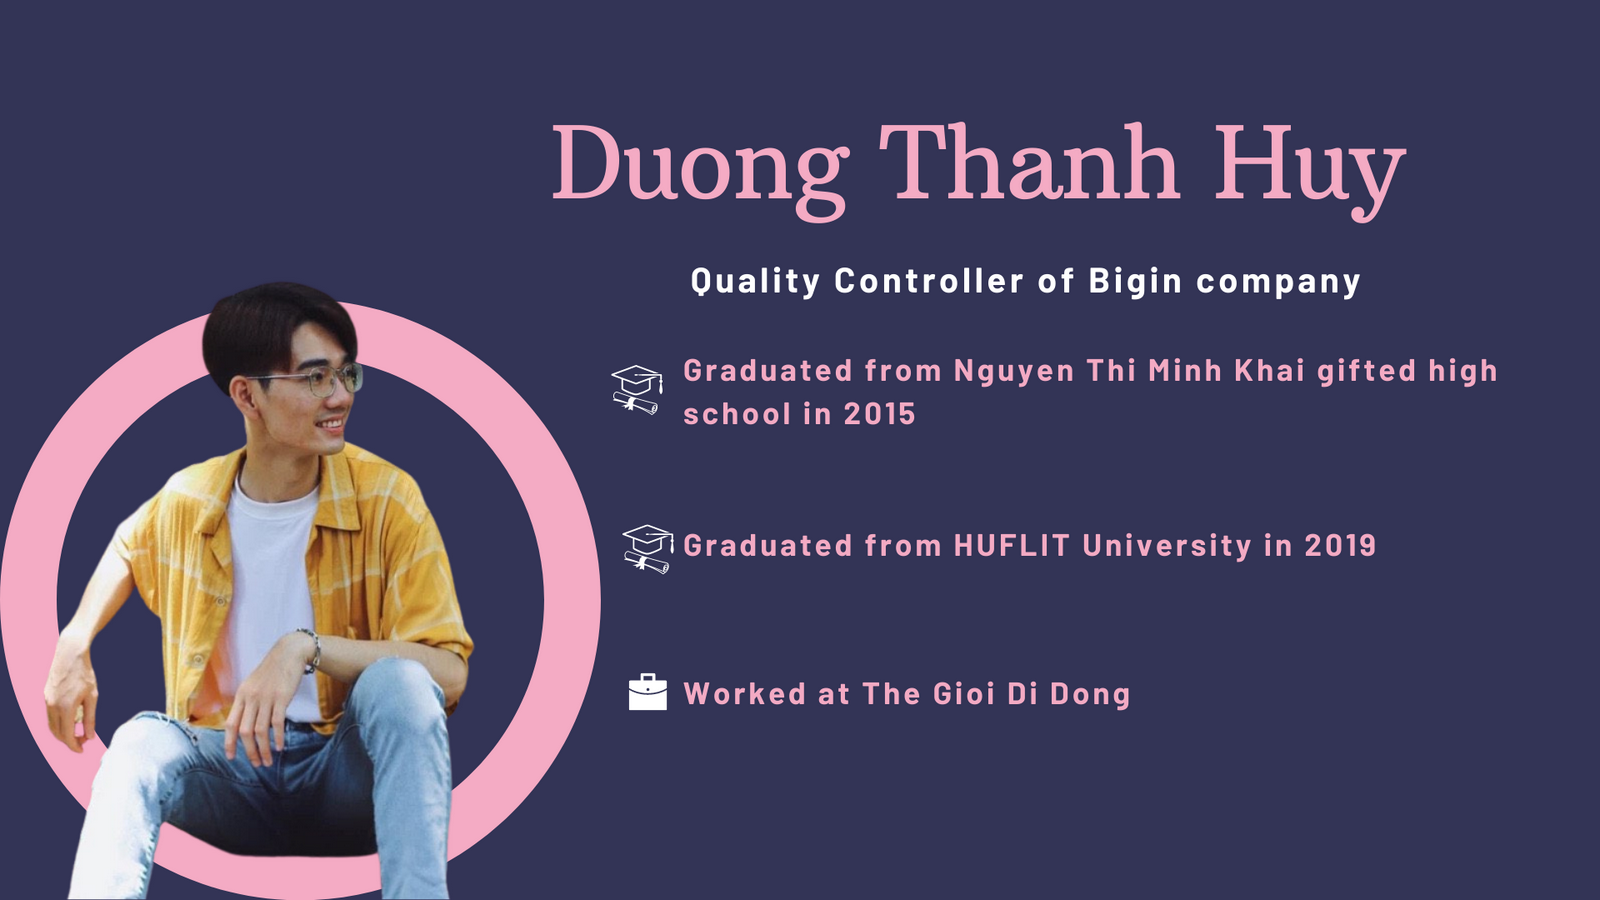 Duong Thanh Huy
Quality Controller of Bigin company
Graduated from Nguyen Thi Minh Khai gifted high
school in 2015
Graduated from HUFLIT University in 2019
Worked at The Gioi Di Dong